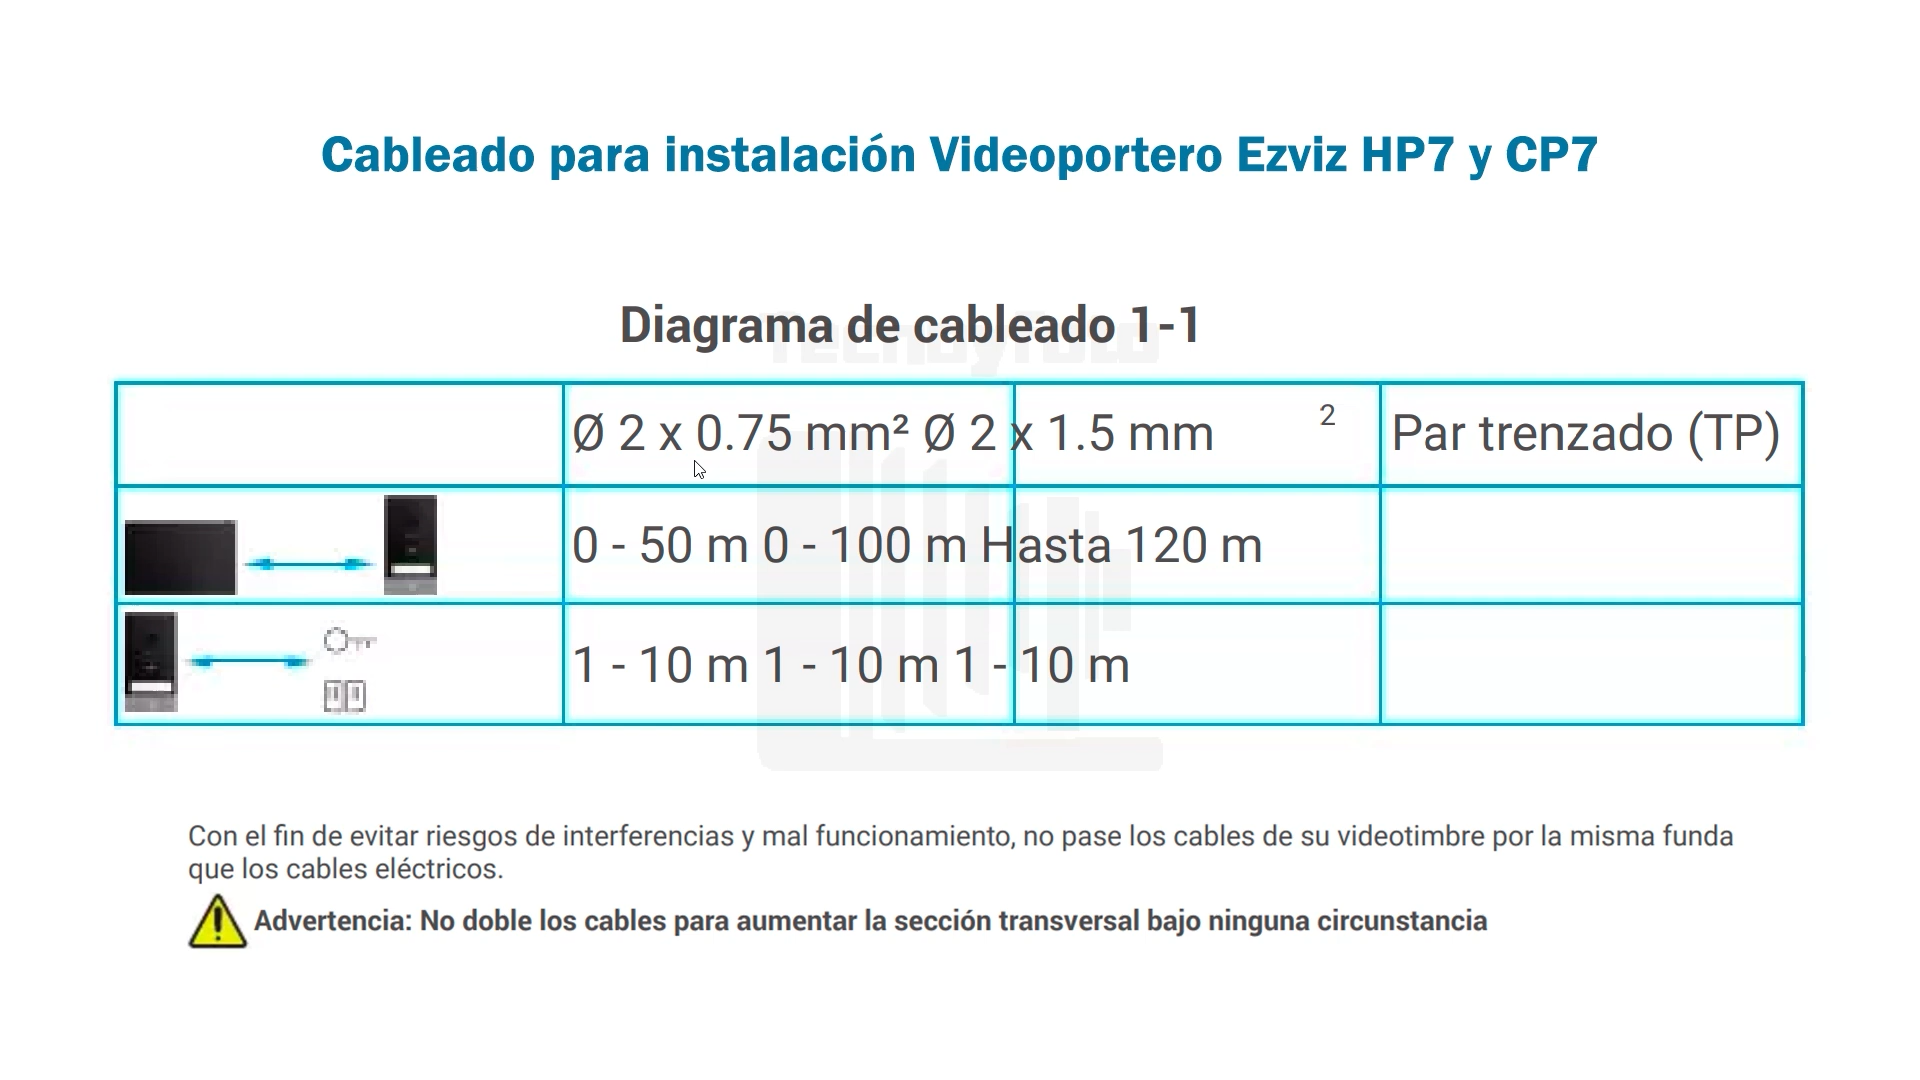 Cableado para instalación Videoportero Ezviz HP7 y CP7
Diagrama de cableado 1-1
Ø 2 x 0.75 mm² Ø 2 x 1.5 mm 2 Par trenzado (TP)
0 - 50 m 0 - 100 m Hasta 120 m
1 - 10 m 1 - 10 m 1 - 10 m
Con el fin de evitar riesgos de interferencias y mal funcionamiento, no pase los cables de su videotimbre por la misma funda
que los cables eléctricos.
Advertencia: No doble los cables para aumentar la sección transversal bajo ninguna circunstancia